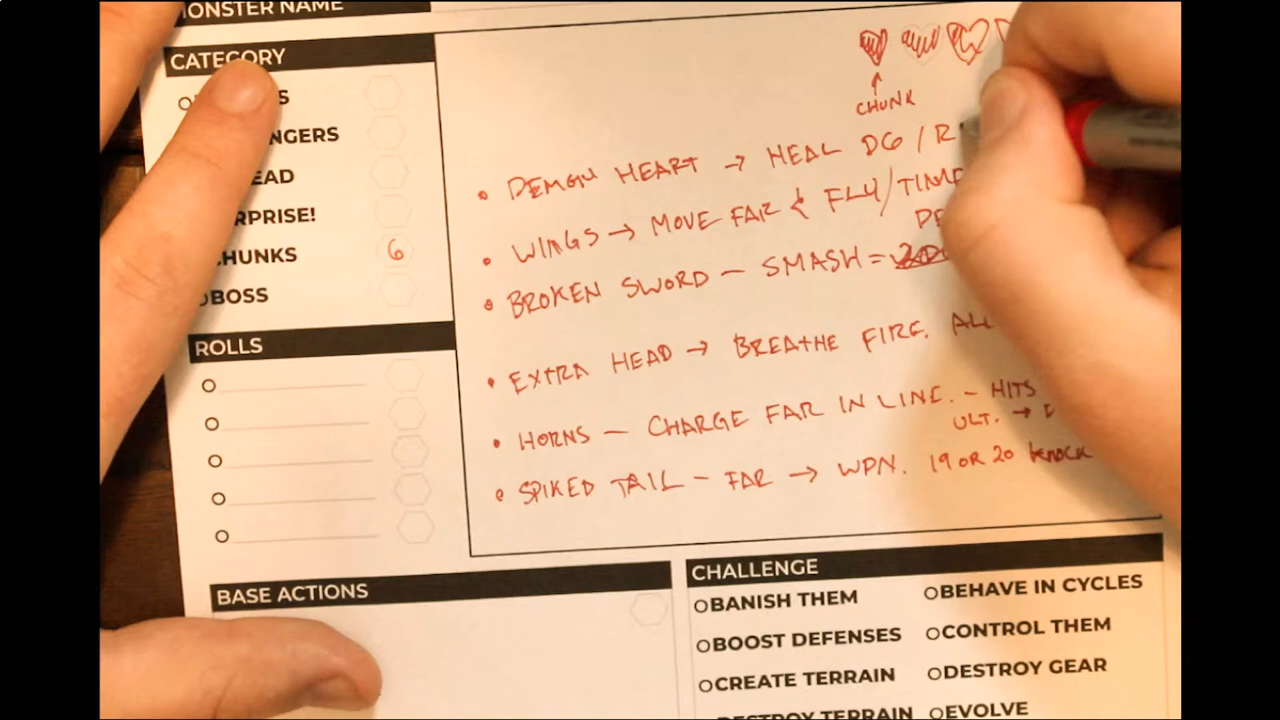 MONSTER NAME
CATEGORY
S
NGERS
EAD
RPRISE!
HUNKS 6
BOSS
ROLLS
CHUNK
• DEMON HEART → HEAL D6 / R
• WINGS → MOVE FAR & FLY/TIME
• BROKEN SWORD – SMASH =
• EXTRA HEAD → BREATHE FIRE. ALL
• HORNS – CHARGE FAR IN LINE. – HITS
ULT. →
• SPIKED TAIL – FAR → WPN. 19 OR 20 KNOCK
BASE ACTIONS
CHALLENGE
BANISH THEM
BEHAVE IN CYCLES
BOOST DEFENSES
CONTROL THEM
CREATE TERRAIN
DESTROY GEAR
DESTROY TERRAIN
EVOLVE